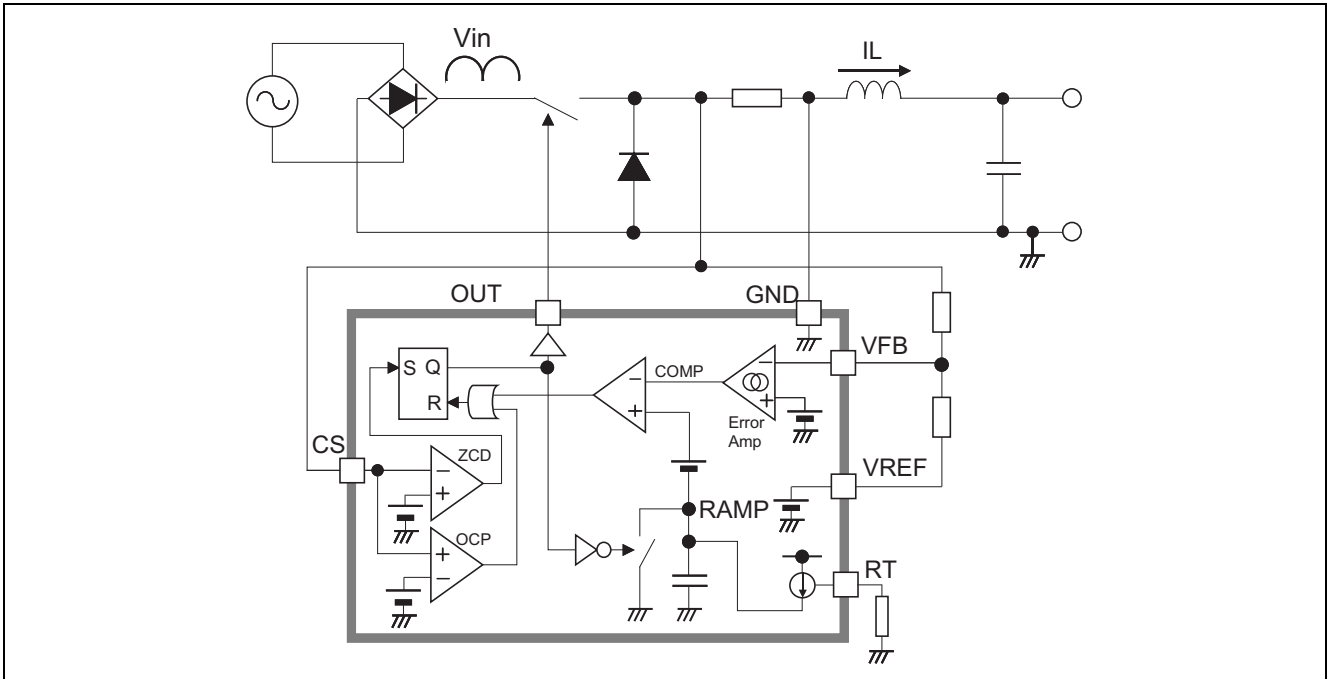 Vin
IL
OUT
GND
VFB
S Q
R
COMP
Error
Amp
CS
ZCD
VREF
RAMP
OCP
RT